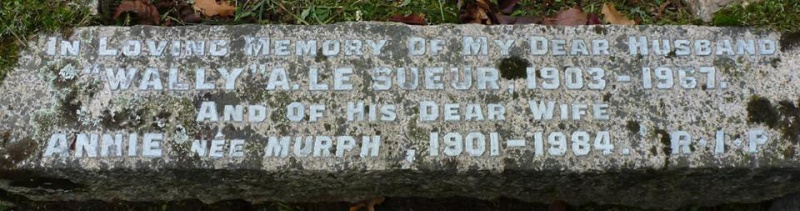 IN LOVING MEMORY OF MY DEAR HUSBAND
"WALLY" A. LE SUEUR, 1903-1967.
AND OF HIS DEAR WIFE
ANNIE NÉE MURPH, 1901-1984. R·I·P